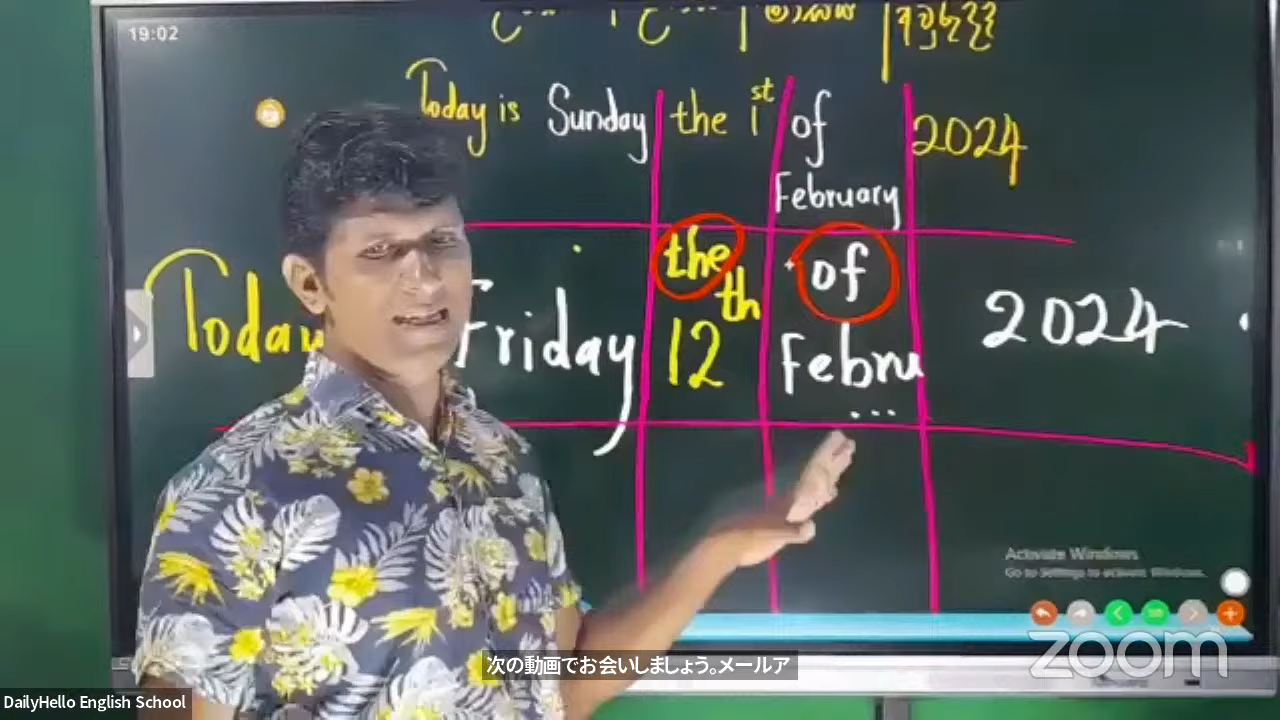 19:02
Today is Sunday the 1st of 2024
February
the of
th
Today Friday 12 Febru 2024
...
Activate Windows
Go to Settings to activate Windows.
zoom
次の動画でお会いしましょう。メールア
DailyHello English School